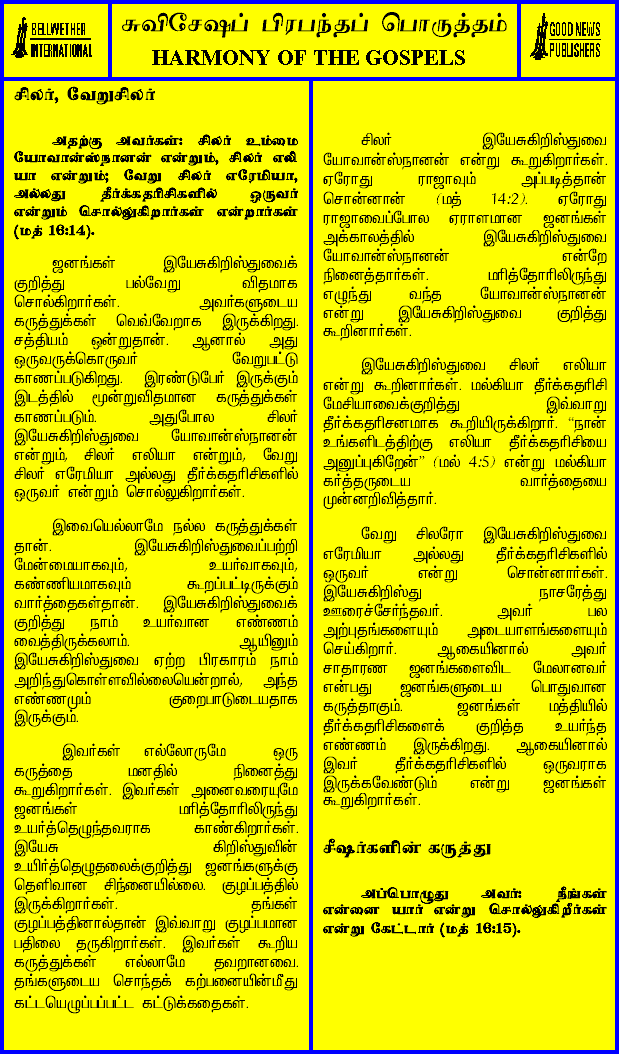 BELLWETHER
INTERNATIONAL
சுவிசேஷப் பிரபந்தப் பொருத்தம்
HARMONY OF THE GOSPELS
GOOD NEWS
PUBLISHERS
சிலர், வேறுசிலர்
அதற்கு அவர்கள்: சிலர் உம்மை
யோவான்ஸ்நானன் என்றும், சிலர் எலி
யா என்றும்; வேறு சிலர் எரேமியா,
அல்லது தீர்க்கதரிசிகளில் ஒருவர்
என்றும் சொல்லுகிறார்கள் என்றார்கள்
(மத் 16:14).
ஜனங்கள் இயேசுகிறிஸ்துவைக்
குறித்து பல்வேறு விதமாக
சொல்கிறார்கள். அவர்களுடைய
கருத்துக்கள் வெவ்வேறாக இருக்கிறது.
சத்தியம் ஒன்றுதான். ஆனால் அது
ஒருவருக்கொருவர் வேறுபட்டு
காணப்படுகிறது. இரண்டுபேர் இருக்கும்
இடத்தில் மூன்றுவிதமான கருத்துக்கள்
காணப்படும். அதுபோல சிலர்
இயேசுகிறிஸ்துவை யோவான்ஸ்நானன்
என்றும், சிலர் எலியா என்றும், வேறு
சிலர் எரேமியா அல்லது தீர்க்கதரிசிகளில்
ஒருவர் என்றும் சொல்லுகிறார்கள்.
இவையெல்லாமே நல்ல கருத்துக்கள்
தான். இயேசுகிறிஸ்துவைப்பற்றி
மேன்மையாகவும், உயர்வாகவும்,
கண்ணியமாகவும் கூறப்பட்டிருக்கும்
வார்த்தைகள்தான். இயேசுகிறிஸ்துவைக்
குறித்து நாம் உயர்வான எண்ணம்
வைத்திருக்கலாம். ஆயினும்
இயேசுகிறிஸ்துவை ஏற்ற பிரகாரம் நாம்
அறிந்துகொள்ளவில்லையென்றால், அந்த
எண்ணமும் குறைபாடுடையதாக
இருக்கும்.
இவர்கள் எல்லோருமே ஒரு
கருத்தை மனதில் நினைத்து
கூறுகிறார்கள். இவர்கள் அனைவரையுமே
ஜனங்கள் மரித்தோரிலிருந்து
உயிர்த்தெழுந்தவராக காண்கிறார்கள்.
இயேசு கிறிஸ்துவின்
உயிர்த்தெழுதலைக்குறித்து ஜனங்களுக்கு
தெளிவான சிந்னையில்லை. குழப்பத்தில்
இருக்கிறார்கள். தங்கள்
குழப்பத்தினால்தான் இவ்வாறு குழப்பமான
பதிலை தருகிறார்கள். இவர்கள் கூறிய
கருத்துக்கள் எல்லாமே தவறானவை.
தங்களுடைய சொந்தக் கற்பனையின்மீது
கட்டயெழுப்பப்பட்ட கட்டுக்கதைகள்.
சிலர் இயேசுகிறிஸ்துவை
யோவான்ஸ்நானன் என்று கூறுகிறார்கள்.
ஏரோது ராஜாவும் அப்படித்தான்
சொன்னான் (மத் 14:2). ஏரோது
ராஜாவைப்போல ஏராளமான ஜனங்கள்
அக்காலத்தில் இயேசுகிறிஸ்துவை
யோவான்ஸ்நானன் என்றே
நினைத்தார்கள். மரித்தோரிலிருந்து
எழுந்து வந்த யோவான்ஸ்நானன்
என்று இயேசுகிறிஸ்துவை குறித்து
கூறினார்கள்.
இயேசுகிறிஸ்துவை சிலர் எலியா
என்று கூறினார்கள். மல்கியா தீர்க்கதரிசி
மேசியாவைக்குறித்து இவ்வாறு
தீர்க்கதரிசனமாக கூறியிருக்கிறார். “நான்
உங்களிடத்திற்கு எலியா தீர்க்கதரிசியை
அனுப்புகிறேன்” (மல் 4:5) என்று மல்கியா
கர்த்தருடைய வார்த்தையை
முன்னறிவித்தார்.
வேறு சிலரோ இயேசுகிறிஸ்துவை
எரேமியா அல்லது தீர்க்கதரிசிகளில்
ஒருவர் என்று சொன்னார்கள்.
இயேசுகிறிஸ்து நாசரேத்து
ஊரைச்சேர்ந்தவர். அவர் பல
அற்புதங்களையும் அடையாளங்களையும்
செய்கிறார். ஆகையினால் அவர்
சாதாரண ஜனங்களைவிட மேலானவர்
என்பது ஜனங்களுடைய பொதுவான
கருத்தாகும். ஜனங்கள் மத்தியில்
தீர்க்கதரிசிகளைக் குறித்த உயர்ந்த
எண்ணம் இருக்கிறது. ஆகையினால்
இவர் தீர்க்கதரிசிகளில் ஒருவராக
இருக்கவேண்டும் என்று ஜனங்கள்
கூறுகிறார்கள்.
சீஷர்களின் கருத்து
அப்பொழுது அவர்: நீங்கள்
என்னை யார் என்று சொல்லுகிறீர்கள்
என்று கேட்டார் (மத் 16:15).